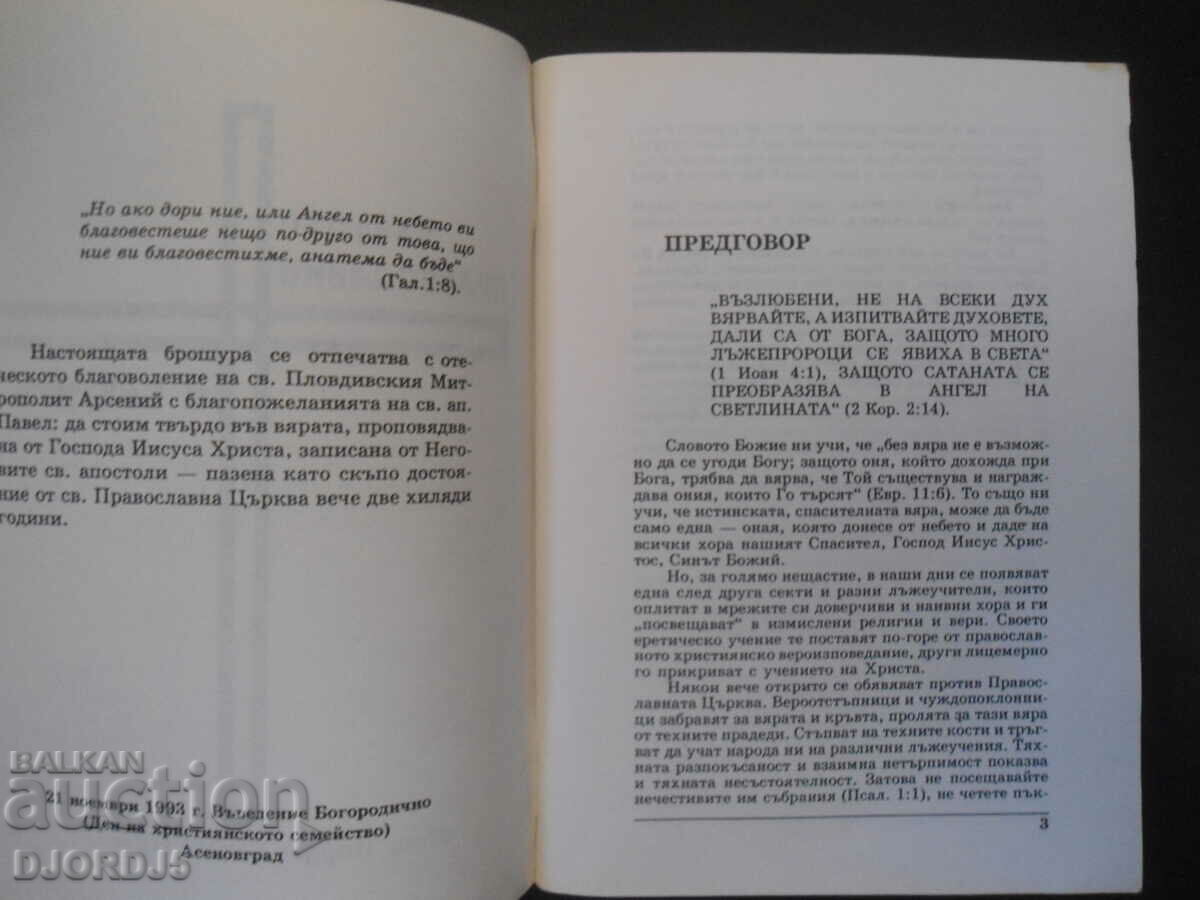 „Но ако дори ние, или Ангел от небето ви
благовестеше нещо по-друго от това, що
ние ви благовестихме, анатема да бъде“
(Гал.1:8).
Настоящата брошура се отпечатва с оте-
ческото благоволение на св. Пловдивския Мит-
рополит Арсений с благопожеланията на св. ап.
Павел: да стоим твърдо във вярата, проповядва-
на от Господа Иисуса Христа, записана от Него-
вите св. апостоли — пазена като скъпо достоя-
ние от св. Православна Църква вече две хиляди
години.
21 ноември 1993 г. Въведение Богородично
(Ден на християнското семейство)
Асеновград
ПРЕДГОВОР
„ВЪЗЛЮБЕНИ, НЕ НА ВСЕКИ ДУХ
ВЯРВАЙТЕ, А ИЗПИТВАЙТЕ ДУХОВЕТЕ,
ДАЛИ СА ОТ БОГА, ЗАЩОТО МНОГО
ЛЪЖЕПРОРОЦИ СЕ ЯВИХА В СВЕТА“
(1 Иоан 4:1), ЗАЩОТО САТАНАТА СЕ
ПРЕОБРАЗЯВА В АНГЕЛ НА
СВЕТЛИНАТА“ (2 Кор. 2:14).
Словото Божие ни учи, че „без вяра не е възмож-
но да се угоди Богу; защото оня, който дохожда при
Бога, трябва да вярва, че Той съществува и награж-
дава ония, които Го търсят“ (Евр. 11:6). То също ни
учи, че истинската, спасителната вяра, може да бъде
само една — оная, която донесе от небето и даде на
всички хора нашият Спасител, Господ Иисус Хрис-
тос, Синът Божий.
Но, за голямо нещастие, в наши дни се появяват
една след друга секти и разни лъжеучители, които
оплитат в мрежите си доверчиви и наивни хора и ги
„посвещават“ в измислени религии и вери. Своето
еретическо учение те поставят по-горе от православ-
ното християнско вероизповедание, други лицемерно
го прикриват с учението на Христа.
Някои вече открито се обявяват против Правос-
лавната Църква. Вероотстъпници и чуждопоклонни-
ци забравят за вярата и кръвта, пролята за тази вяра
от техните прадеди. Стъпват на техните кости и тръг-
ват да учат народа ни на различни лъжеучения. Тях-
ната разпокъсаност и взаимна нетърпимост показва
и тяхната несъстоятелност. Затова не посещавайте
нечестивите им събрания (Псал. 1:1), не четете пък-
3
BALKAN
auction
DJORDJ5